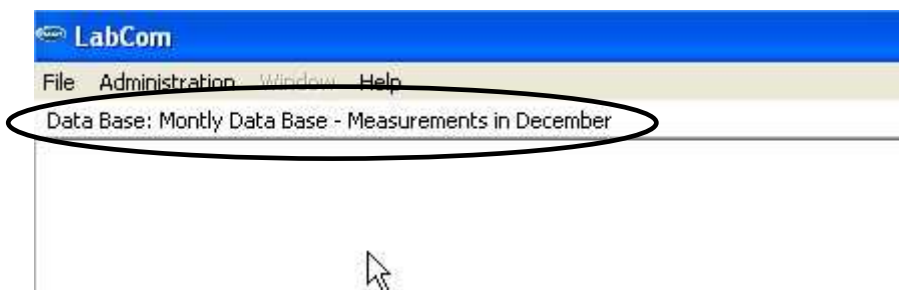 LabCom
File Administration Window Help
Data Base: Montly Data Base - Measurements in December